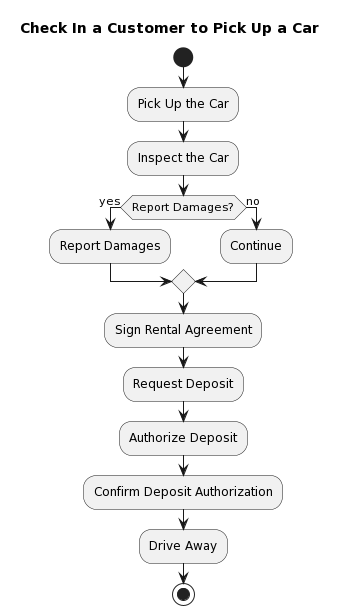 Check In a Customer to Pick Up a Car
Pick Up the Car
Inspect the Car
yes
Report Damages?
no
Report Damages
Continue
Sign Rental Agreement
Request Deposit
Authorize Deposit
Confirm Deposit Authorization
Drive Away